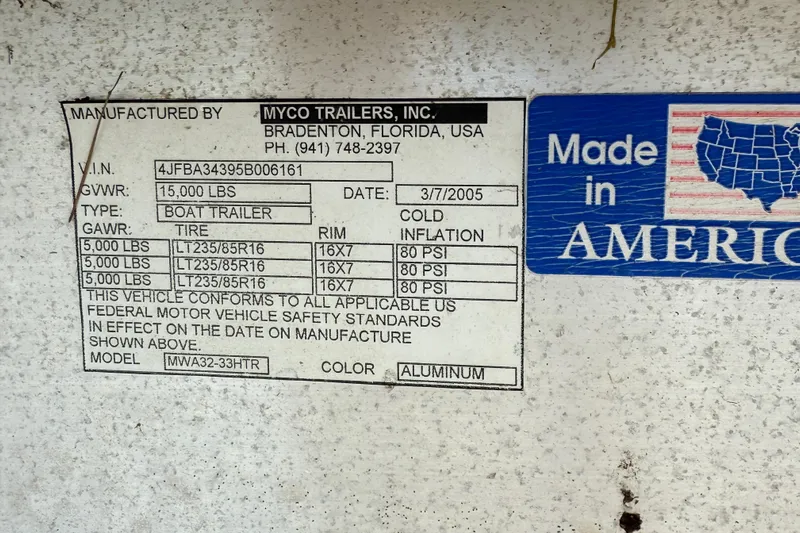 MANUFACTURED BY MYCO TRAILERS, INC.
BRADENTON, FLORIDA, USA
PH. (941) 748-2397
V.I.N. 4JFBA34395B006161
GVWR: 15,000 LBS DATE: 3/7/2005
TYPE: BOAT TRAILER COLD
GAWR: TIRE RIM INFLATION
5,000 LBS LT235/85R16 16X7 80 PSI
5,000 LBS LT235/85R16 16X7 80 PSI
5,000 LBS LT235/85R16 16X7 80 PSI
THIS VEHICLE CONFORMS TO ALL APPLICABLE US
FEDERAL MOTOR VEHICLE SAFETY STANDARDS
IN EFFECT ON THE DATE ON MANUFACTURE
SHOWN ABOVE.
MODEL MWA32-33HTR COLOR ALUMINUM
Made
in
AMERIC